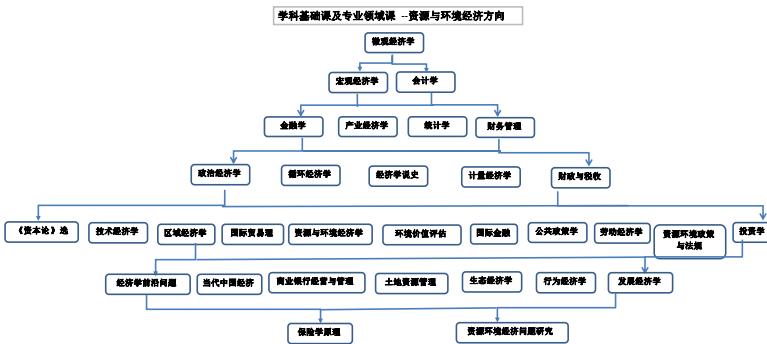 学科基础课及专业领域课 --资源与环境经济方向
微观经济学
宏观经济学
会计学
金融学
产业经济学
统计学
财务管理
政治经济学
循环经济学
经济学说史
计量经济学
财政与税收
《资本论》选
技术经济学
区域经济学
国际贸易理
资源与环境经济学
环境价值评估
国际金融
公共政策学
劳动经济学
资源环境政策
与法规
投资学
经济学前沿问题
当代中国经济
商业银行经营与管理
土地资源管理
生态经济学
行为经济学
发展经济学
保险学原理
资源环境经济问题研究